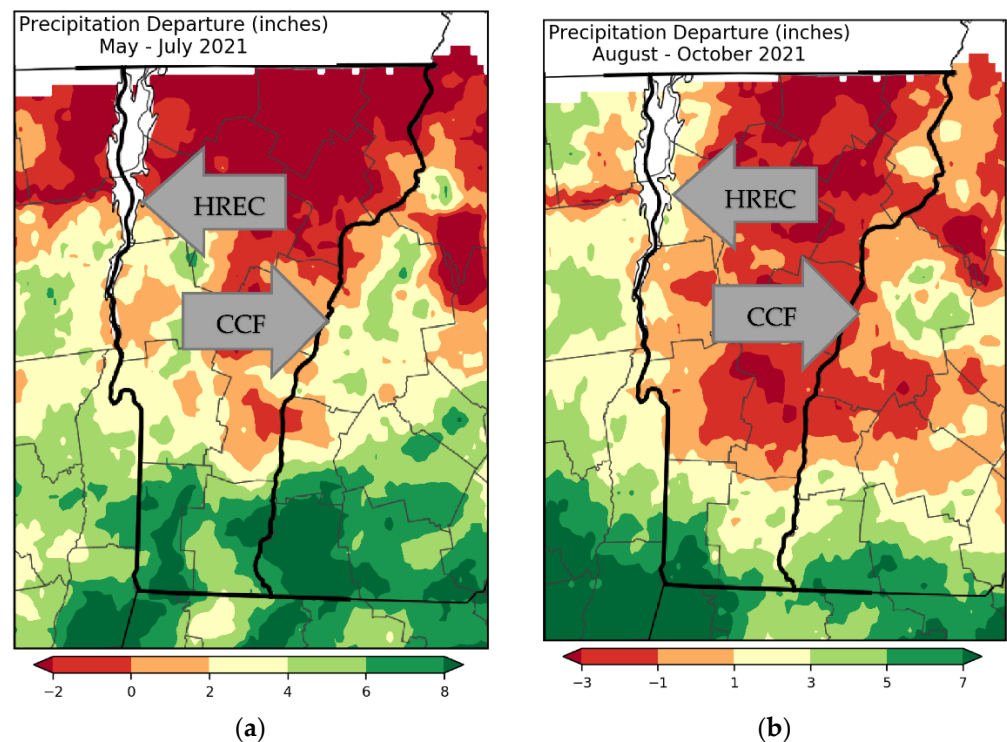 Precipitation Departure (inches)
May - July 2021
HREC
CCF
−2 0 2 4 6 8
(a)
Precipitation Departure (inches)
August - October 2021
HREC
CCF
−3 −1 1 3 5 7
(b)